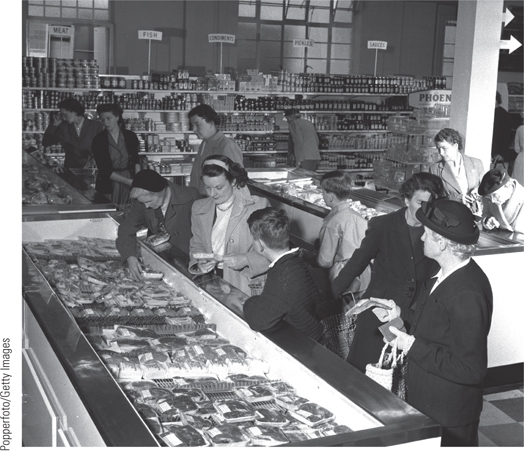 MEAT
FISH
CONDIMENTS
PICKLES
SAUCES
PHOEN
Popperfoto/Getty Images